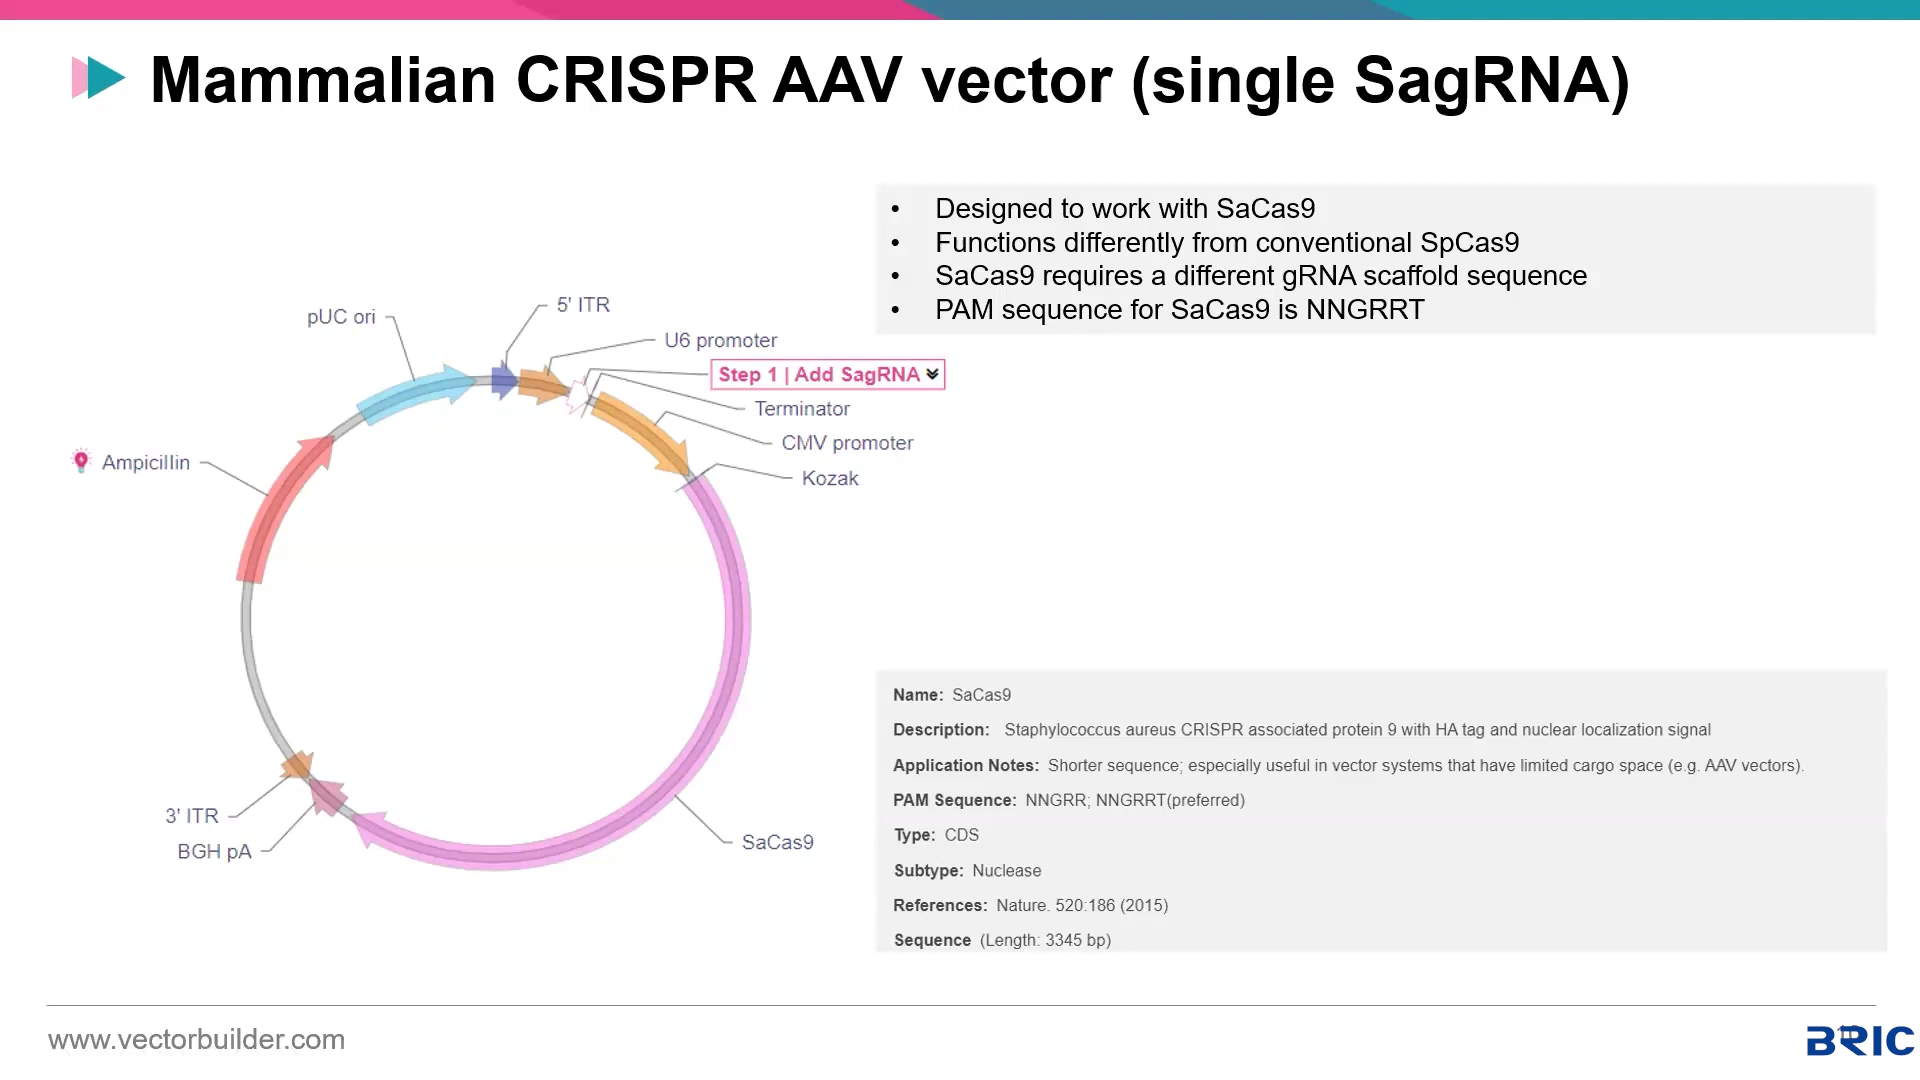 Mammalian CRISPR AAV vector (single SagRNA)
• Designed to work with SaCas9
• Functions differently from conventional SpCas9
• SaCas9 requires a different gRNA scaffold sequence
• PAM sequence for SaCas9 is NNGRRT
5' ITR
pUC ori
U6 promoter
Step 1 | Add SagRNA
Terminator
CMV promoter
Ampicillin
Kozak
3' ITR
BGH pA
SaCas9
Name: SaCas9
Description: Staphylococcus aureus CRISPR associated protein 9 with HA tag and nuclear localization signal
Application Notes: Shorter sequence; especially useful in vector systems that have limited cargo space (e.g. AAV vectors).
PAM Sequence: NNGRR; NNGRRT(preferred)
Type: CDS
Subtype: Nuclease
References: Nature. 520:186 (2015)
Sequence (Length: 3345 bp)
www.vectorbuilder.com
BRIC